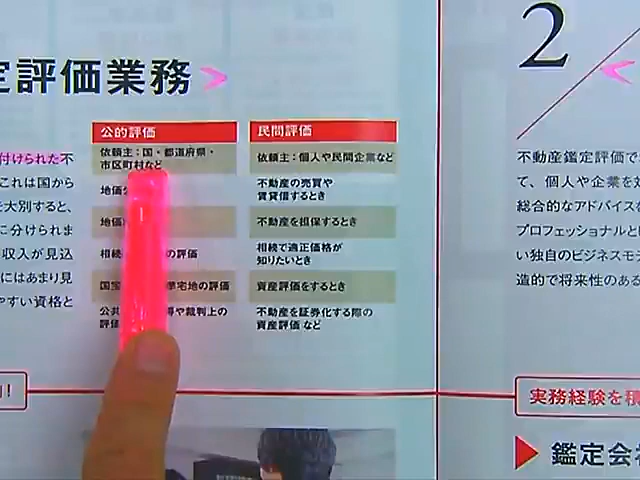 定評価業務
2
付けられた不
これは国から
を大別すると、
に分けられま
収入が見込
にはあまり見
やすい資格と
公的評価
依頼主：国・都道府県・
市区町村など
地価
地価
相続 の評価
国 宅地の評価
公共 や裁判上の
評価
民間評価
依頼主：個人や民間企業など
不動産の売買や
賃貸借するとき
不動産を担保するとき
相続で適正価格が
知りたいとき
資産評価をするとき
不動産を証券化する際の
資産評価 など
不動産鑑定評価で
て、個人や企業を
総合的なアドバイス
プロフェッショナルと
い独自のビジネスモ
造的で将来性のある
!
実務経験を積
鑑定会